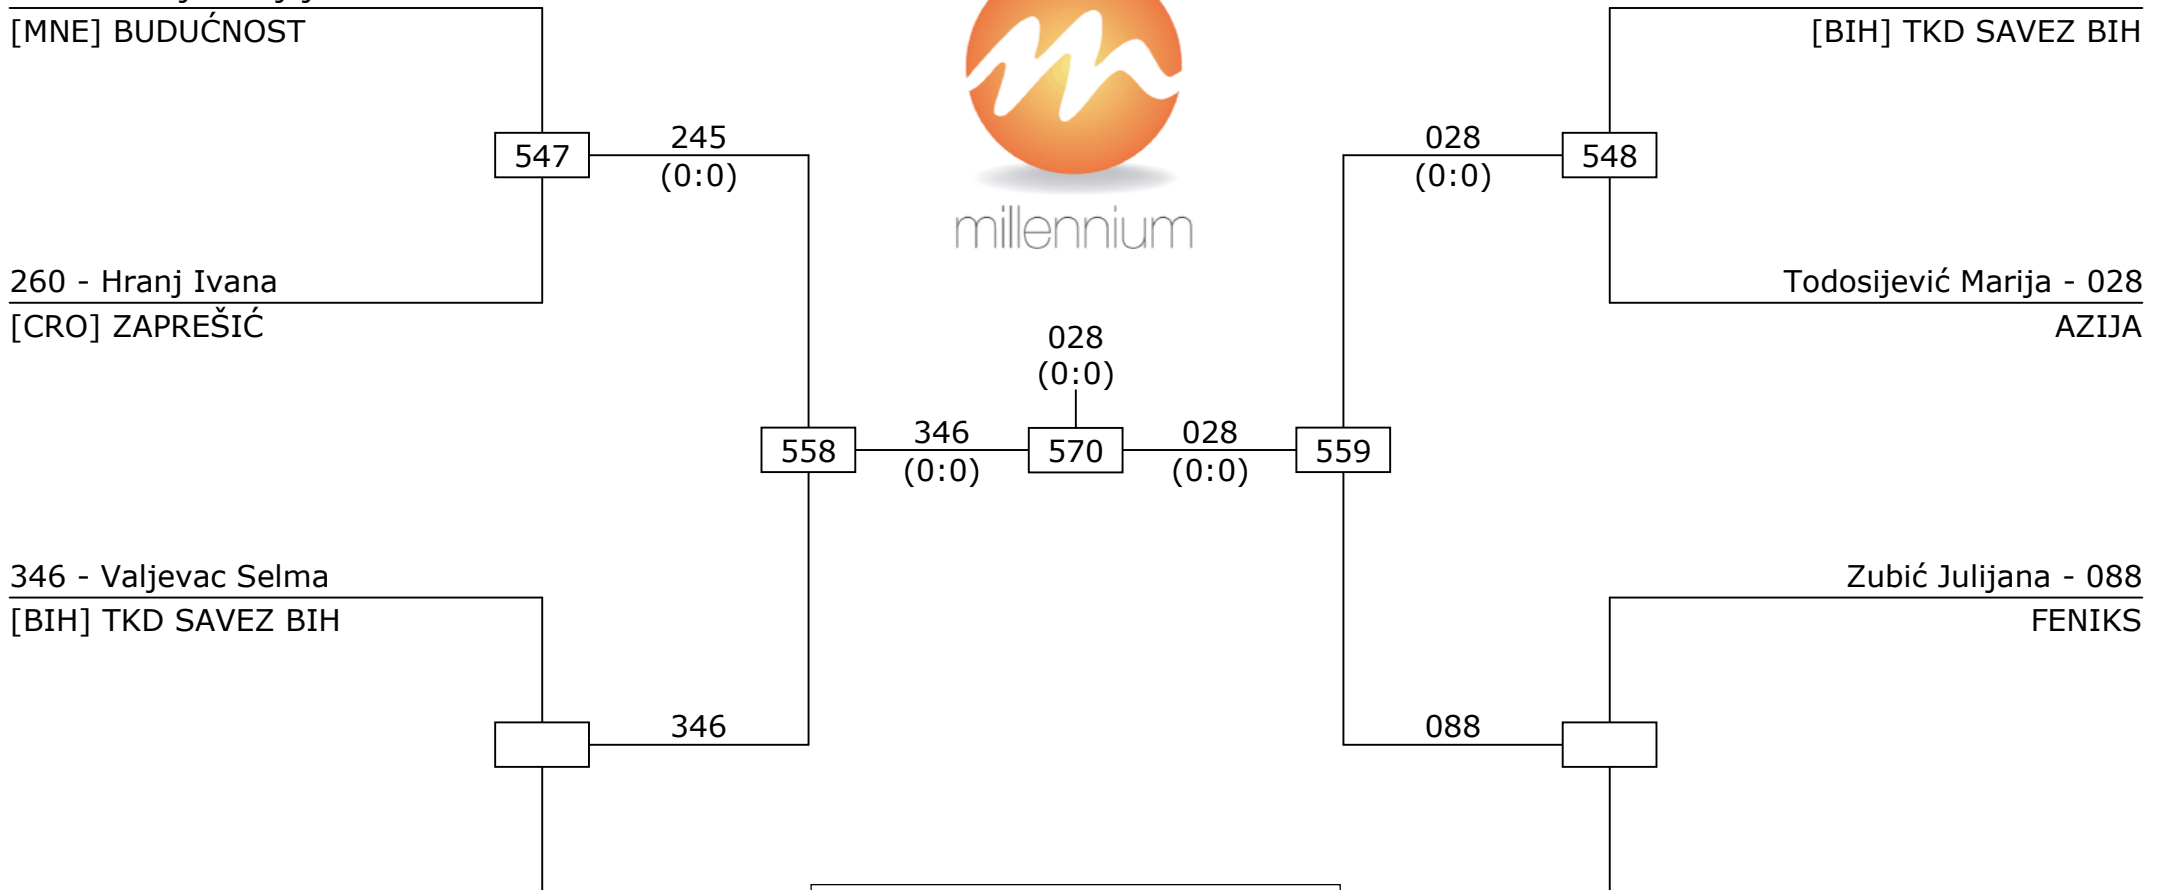 [MNE] BUDUĆNOST
[BIH] TKD SAVEZ BIH
547
245
(0:0)
028
(0:0)
548
millennium
260 - Hranj Ivana
[CRO] ZAPREŠIĆ
Todosijević Marija - 028
AZIJA
028
(0:0)
558
346
(0:0)
570
028
(0:0)
559
346 - Valjevac Selma
[BIH] TKD SAVEZ BIH
Zubić Julijana - 088
FENIKS
346
088